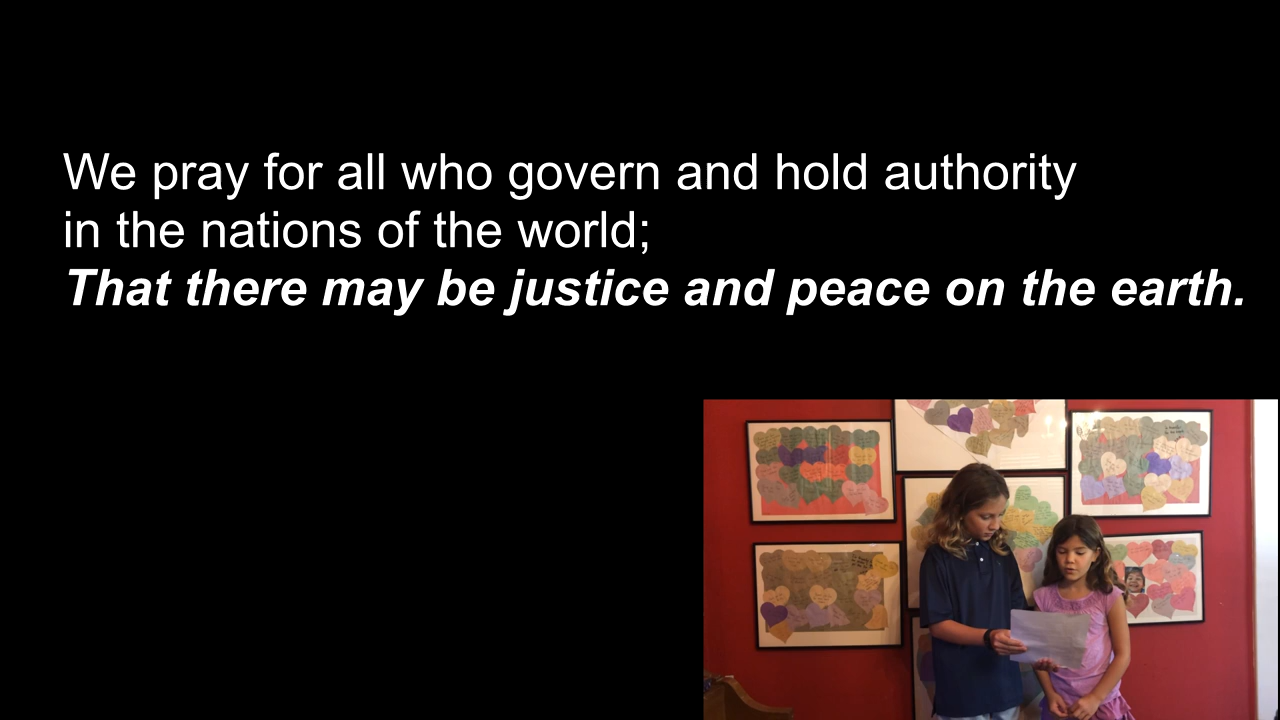 We pray for all who govern and hold authority
in the nations of the world;
That there may be justice and peace on the earth.